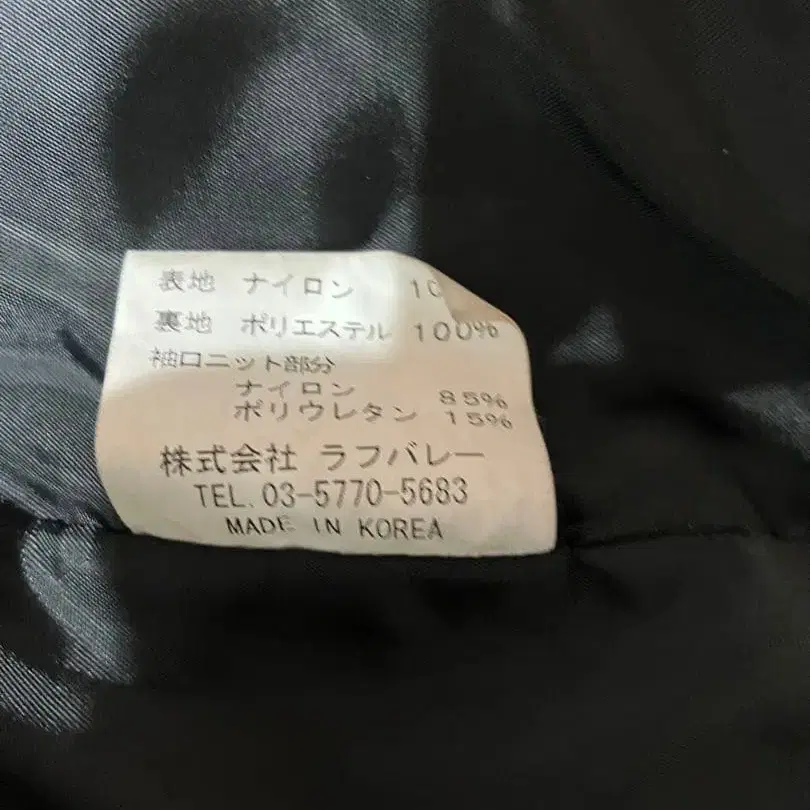 表地 ナイロン 10
裏地 ポリエステル 100%
袖口ニット部分
ナイロン 85%
ポリウレタン 15%
株式会社 ラフバレー
TEL.03-5770-5683
MADE IN KOREA